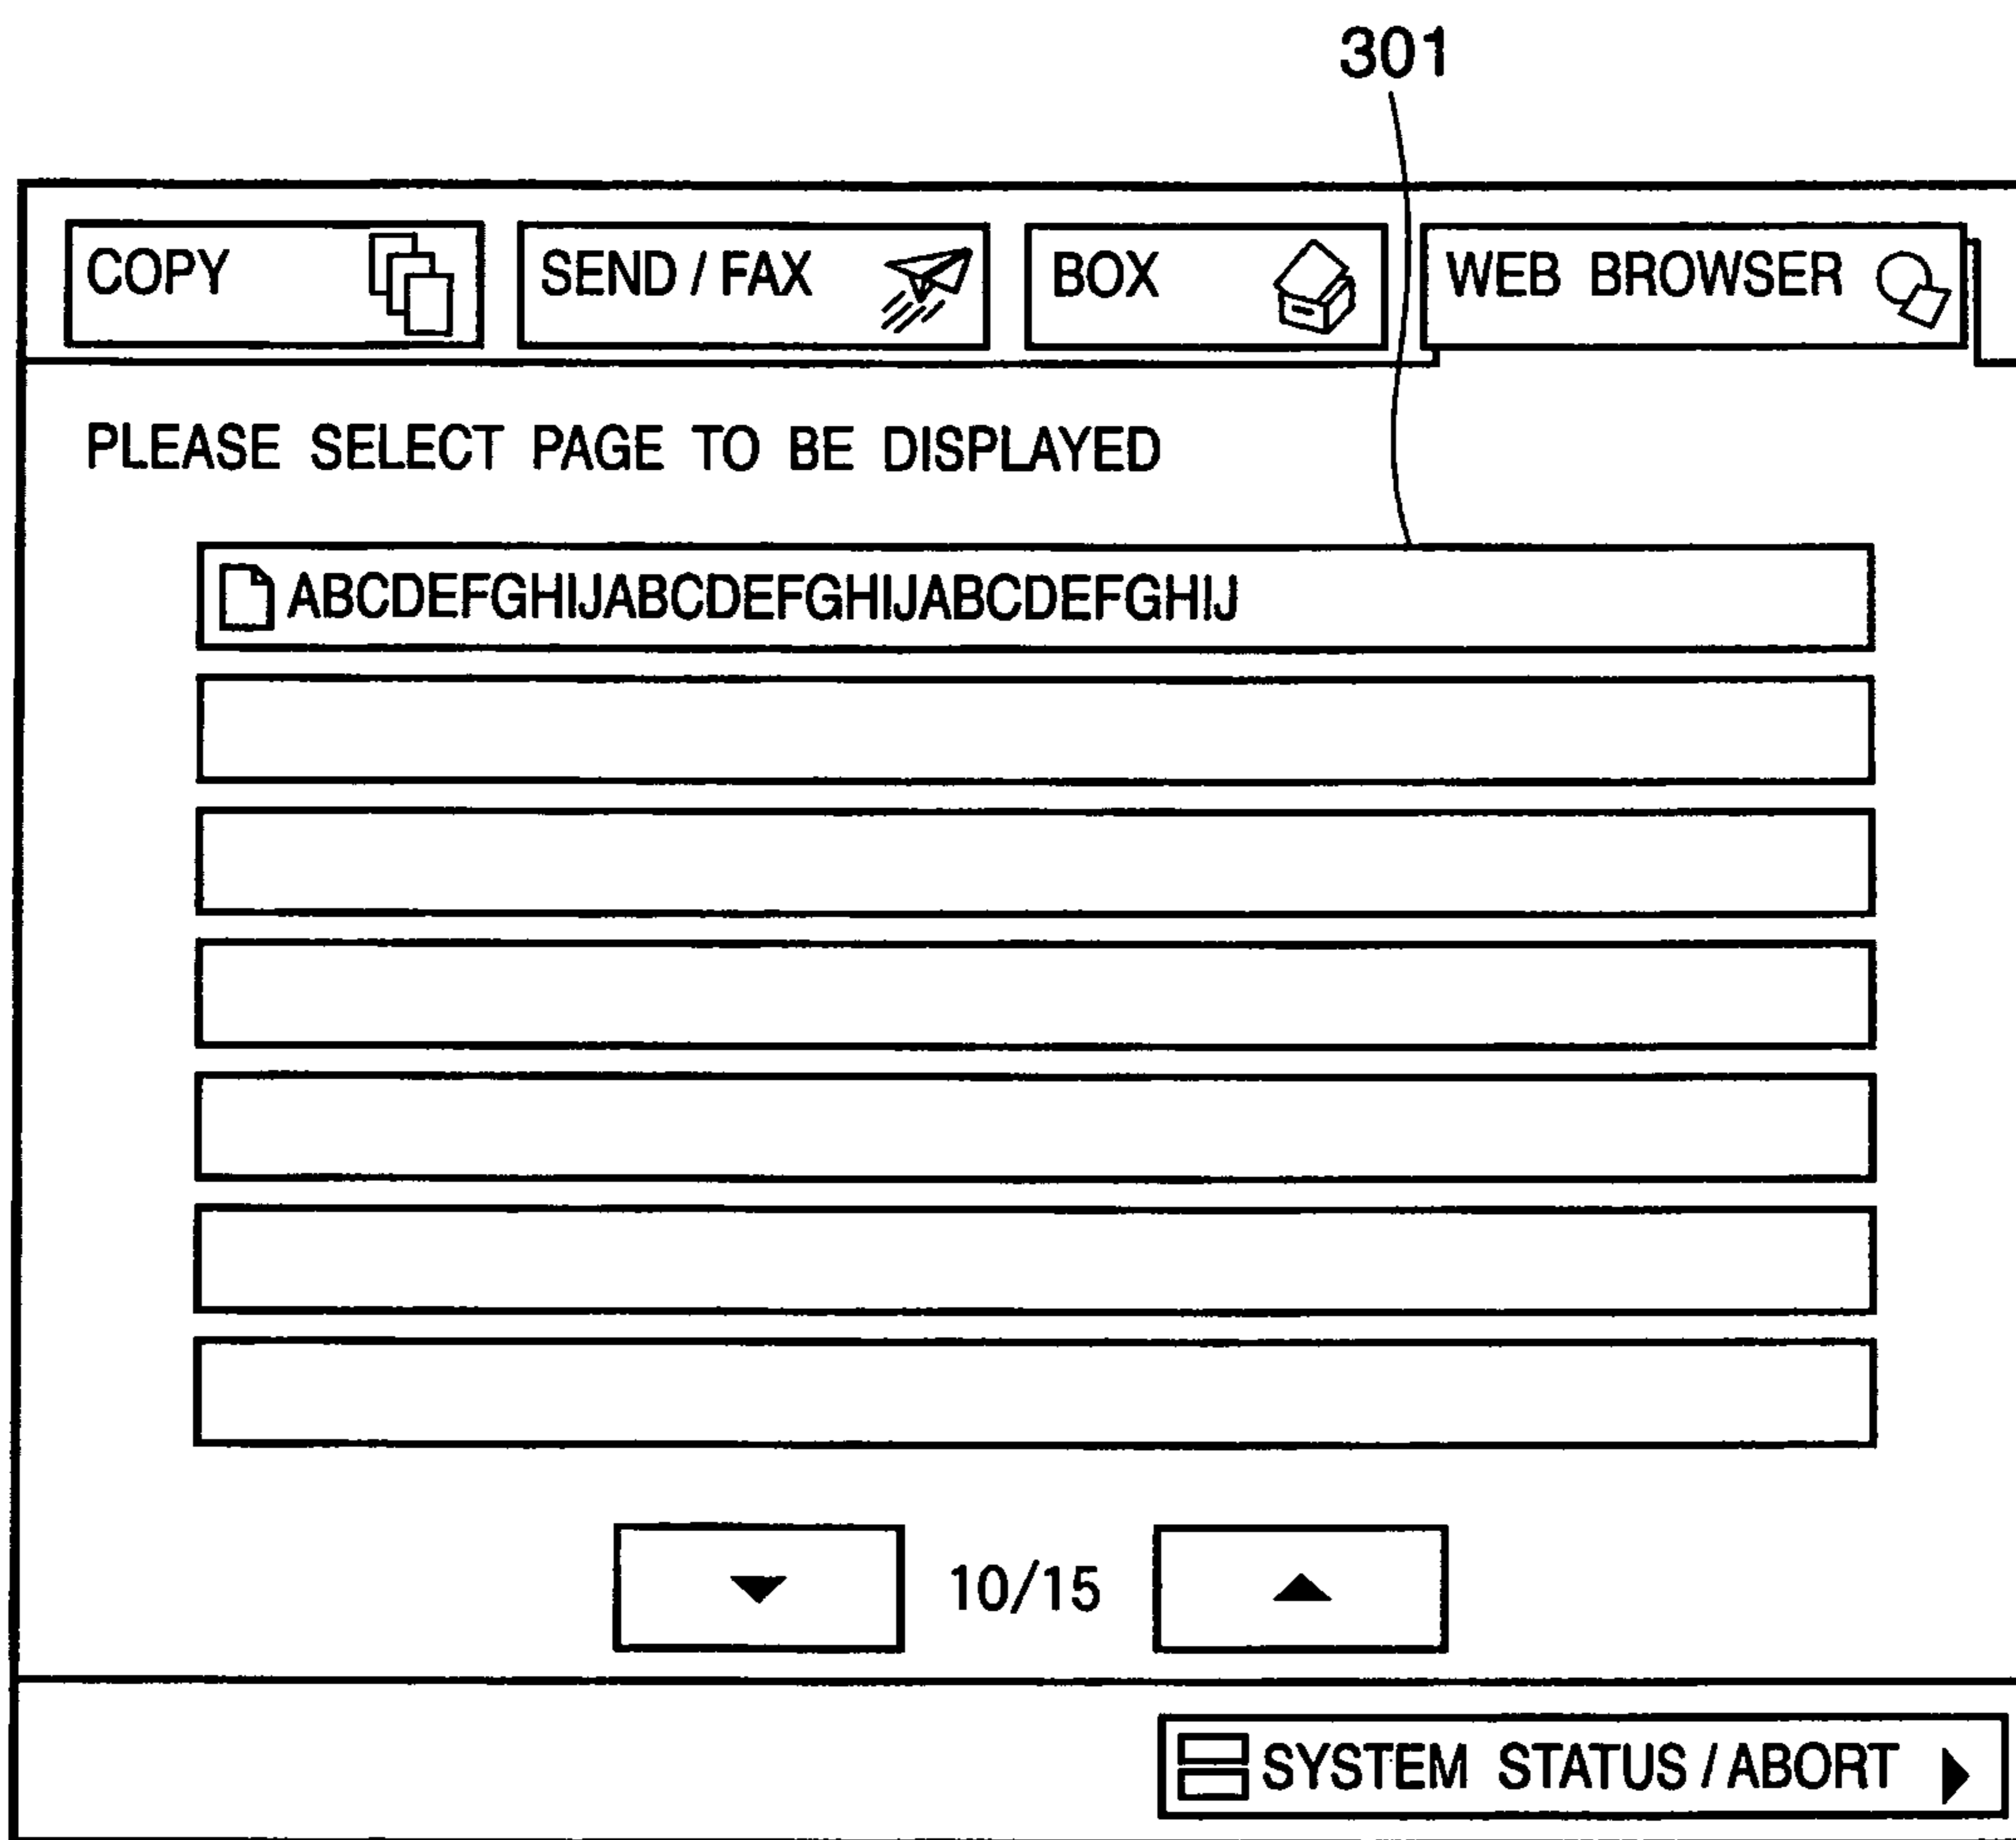 301
COPY SEND / FAX BOX WEB BROWSER
PLEASE SELECT PAGE TO BE DISPLAYED
ABCDEFGHIJABCDEFGHIJABCDEFGHIJ
10/15
SYSTEM STATUS / ABORT